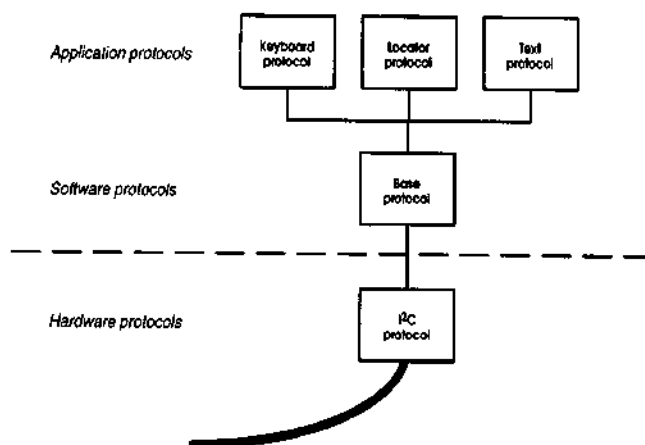 Application protocols
Keyboard
protocol
Locator
protocol
Text
protocol
Software protocols
Base
protocol
Hardware protocols
I²C
protocol